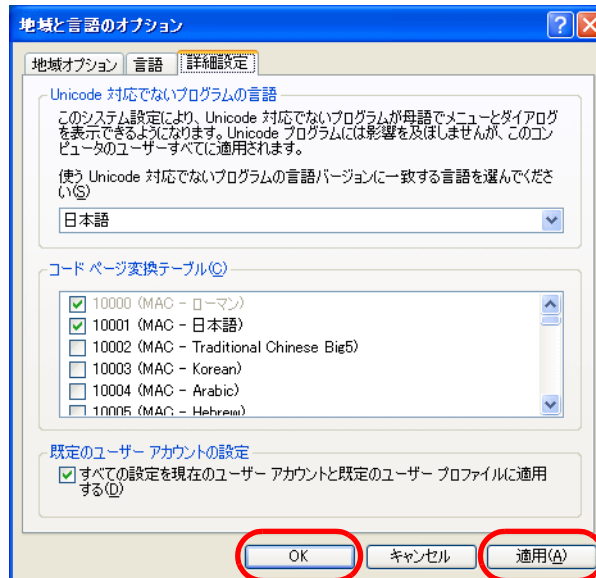 地域と言語のオプション
地域オプション 言語 詳細設定
Unicode 対応でないプログラムの言語
このシステム設定により、Unicode 対応でないプログラムが母語でメニューとダイアログ
を表示できるようになります。Unicode プログラムには影響を及ぼしませんが、このコン
ピュータのユーザーすべてに適用されます。
使う Unicode 対応でないプログラムの言語バージョンに一致する言語を選んでくださ
い(S)
日本語
コード ページ変換テーブル(C)
10000 (MAC - ローマン)
10001 (MAC - 日本語)
10002 (MAC - Traditional Chinese Big5)
10003 (MAC - Korean)
10004 (MAC - Arabic)
10005 (MAC - Hebrew)
既定のユーザー アカウントの設定
すべての設定を現在のユーザー アカウントと既定のユーザー プロファイルに適用
する(D)
OK キャンセル 適用(A)